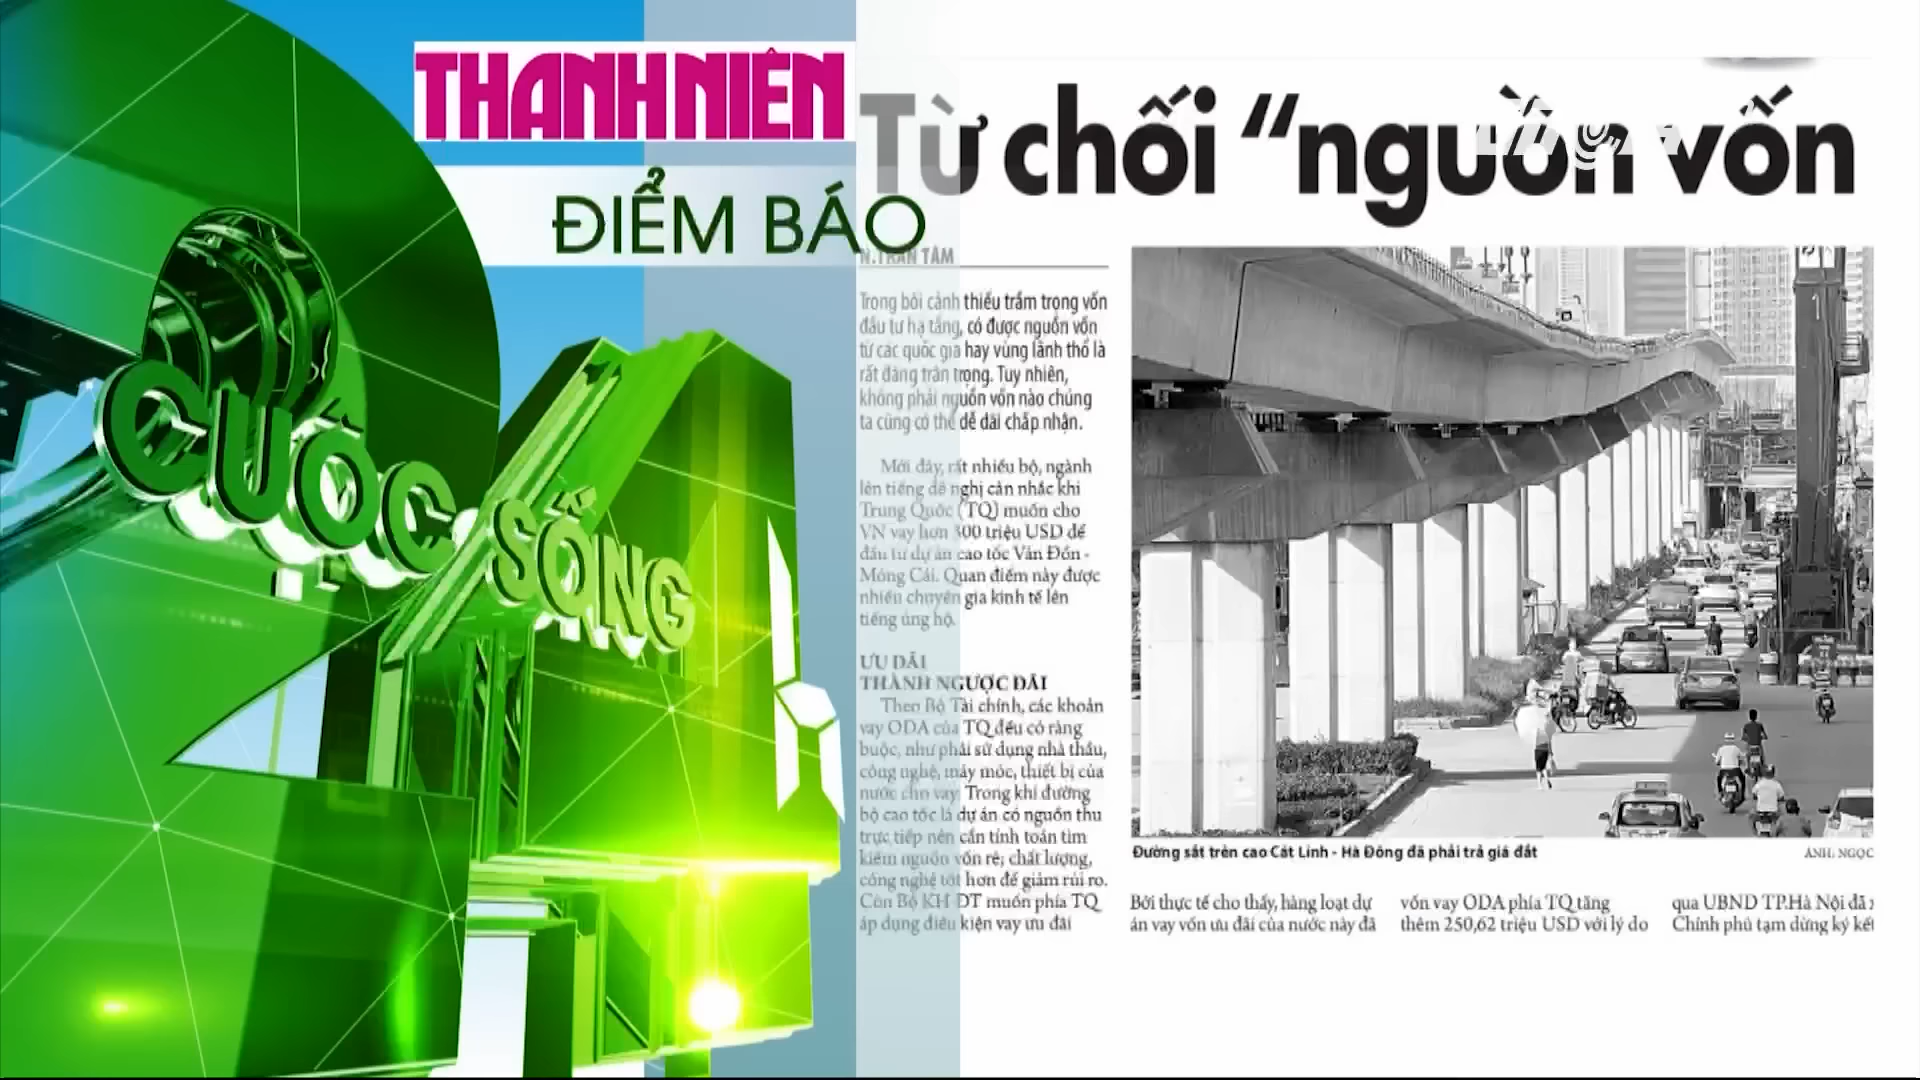 THANH NIÊN
ĐIỂM BÁO
CUỘC SỐNG
24h
Từ chối “nguồn vốn
N.TRẦN TÂM
Trong bối cảnh thiếu trầm trọng vốn
đầu tư hạ tầng, có được nguồn vốn
từ các quốc gia hay vùng lãnh thổ là
rất đáng trân trọng. Tuy nhiên,
không phải nguồn vốn nào chúng
ta cũng có thể dễ dãi chấp nhận.
Mới đây, rất nhiều bộ, ngành
lên tiếng đề nghị cân nhắc khi
Trung Quốc (TQ) muốn cho
VN vay hơn 300 triệu USD để
đầu tư dự án cao tốc Vân Đồn -
Móng Cái. Quan điểm này được
nhiều chuyên gia kinh tế lên
tiếng ủng hộ.
ƯU ĐÃI
THÀNH NGƯỢC ĐÃI
Theo Bộ Tài chính, các khoản
vay ODA của TQ đều có ràng
buộc, như phải sử dụng nhà thầu,
công nghệ, máy móc, thiết bị của
nước cho vay. Trong khi đường
bộ cao tốc là dự án có nguồn thu
trực tiếp nên cần tính toán tìm
kiếm nguồn vốn rẻ, chất lượng,
công nghệ tốt hơn để giảm rủi ro.
Còn Bộ KH ĐT muốn phía TQ
áp dụng điều kiện vay ưu đãi
Đường sắt trên cao Cát Linh - Hà Đông đã phải trả giá đắt
ẢNH: NGỌC
Bởi thực tế cho thấy, hàng loạt dự
án vay vốn ưu đãi của nước này đã
vốn vay ODA phía TQ tăng
thêm 250,62 triệu USD với lý do
qua UBND TP.Hà Nội đã
Chính phủ tạm dừng ký kết